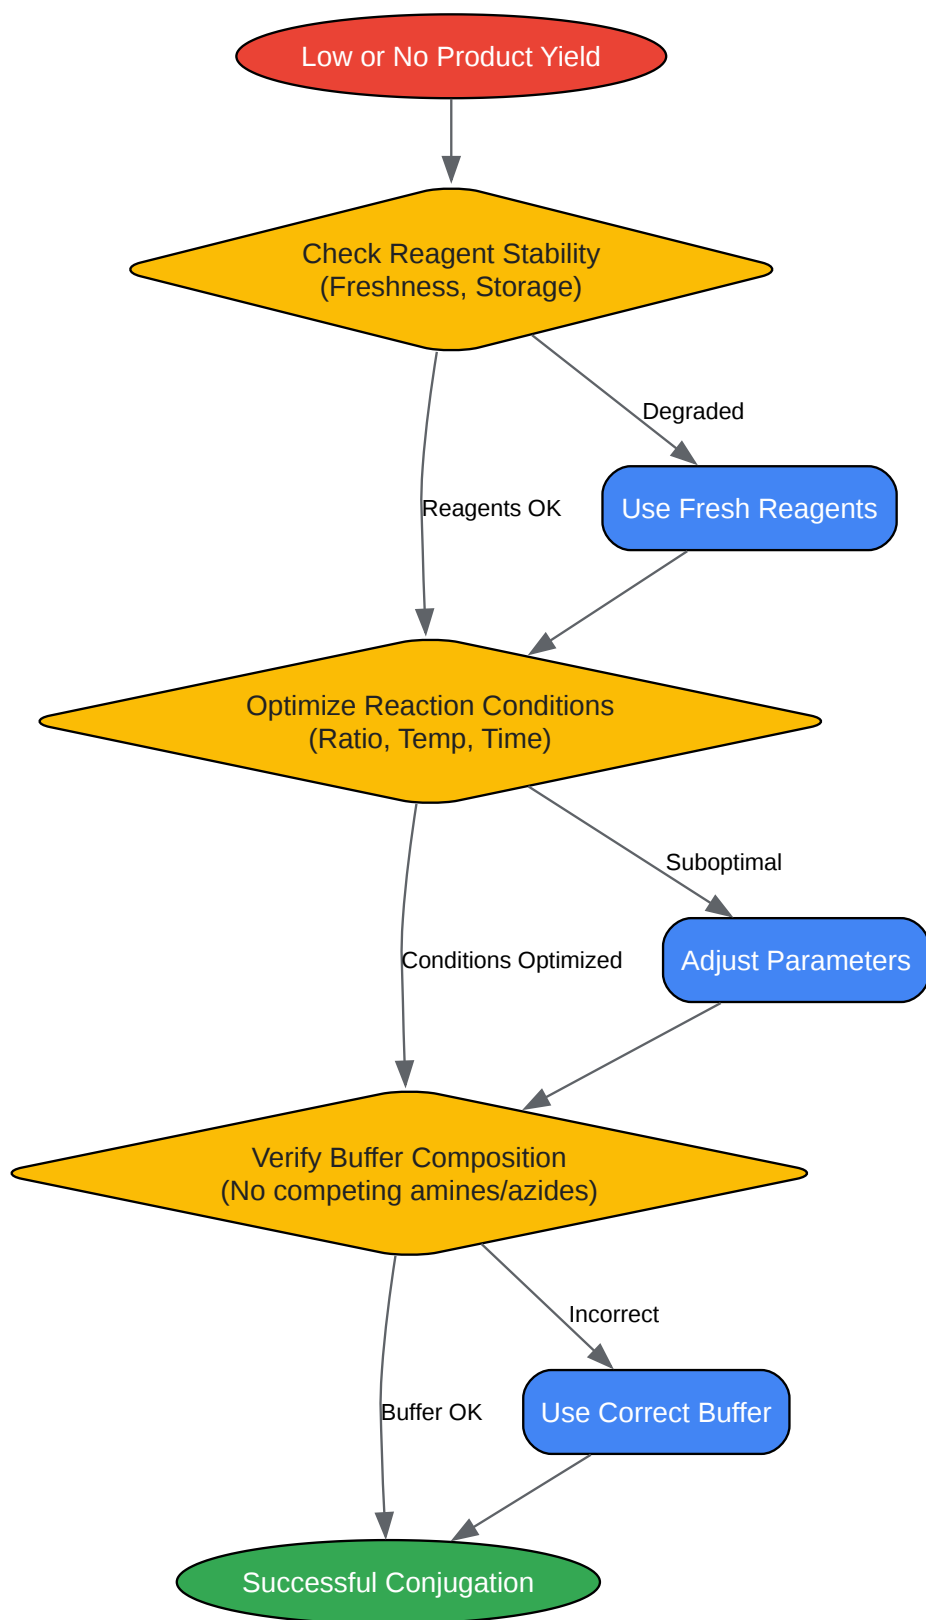 Low or No Product Yield
Check Reagent Stability
(Freshness, Storage)
Degraded
Reagents OK
Use Fresh Reagents
Optimize Reaction Conditions
(Ratio, Temp, Time)
Suboptimal
Conditions Optimized
Adjust Parameters
Verify Buffer Composition
(No competing amines/azides)
Incorrect
Buffer OK
Use Correct Buffer
Successful Conjugation